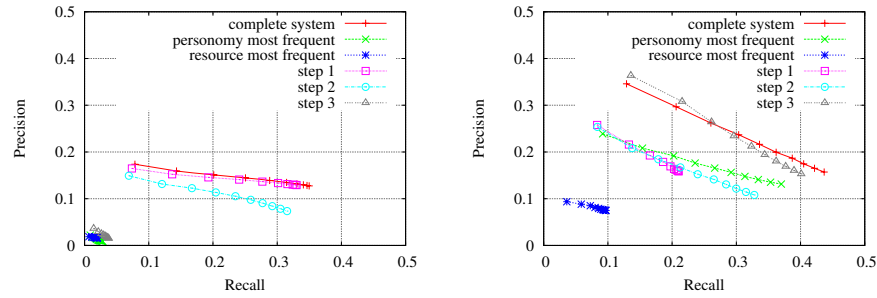 0.5
0.4
0.3
0.2
0.1
0
0
0.1
0.2
0.3
0.4
0.5
Precision
Recall
complete system
personomy most frequent
resource most frequent
step 1
step 2
step 3
0.5
0.4
0.3
0.2
0.1
0
0
0.1
0.2
0.3
0.4
0.5
Precision
Recall
complete system
personomy most frequent
resource most frequent
step 1
step 2
step 3